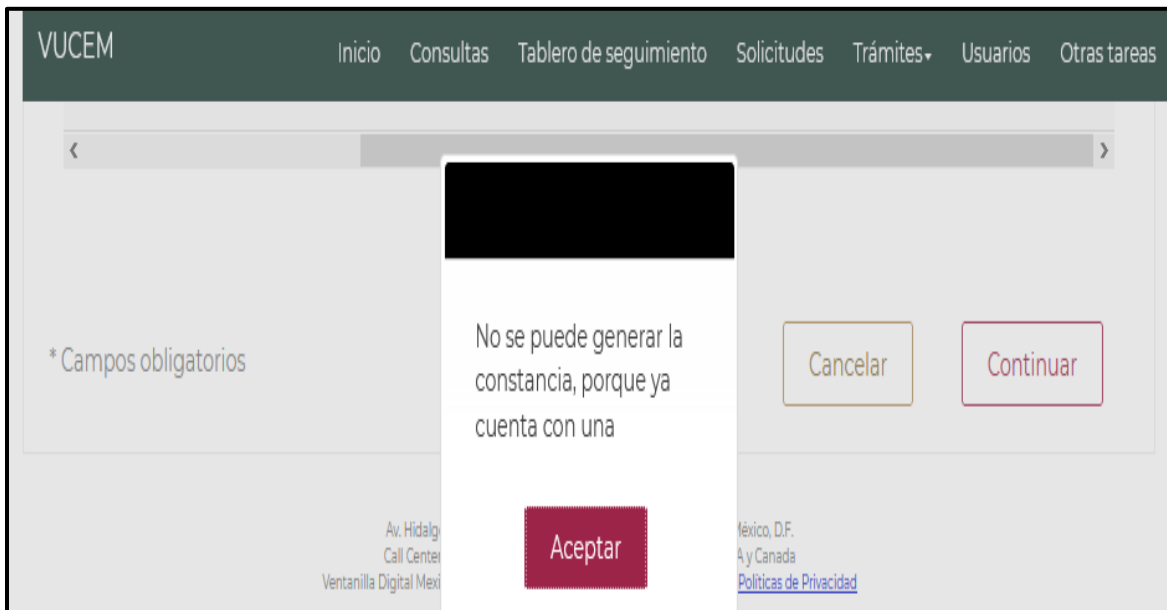 VUCEM Inicio Consultas Tablero de seguimiento Solicitudes Trámites Usuarios Otras tareas
No se puede generar la
constancia, porque ya
cuenta con una
* Campos obligatorios
Cancelar Continuar
Aceptar
Av. Hidalg México, D.F.
Call Center A y Canada
Ventanilla Digital Mexi Políticas de Privacidad